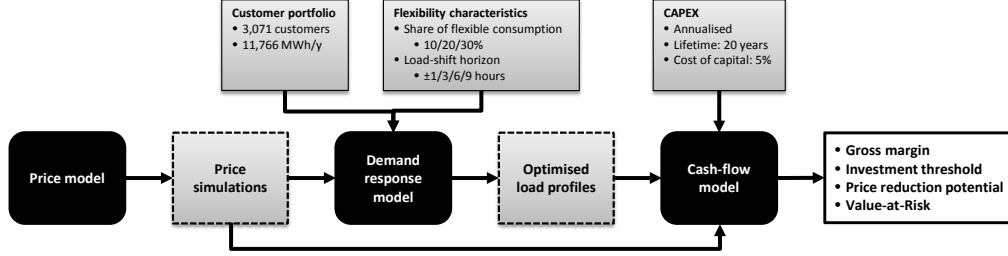 Customer portfolio
• 3,071 customers
• 11,766 MWh/y
Flexibility characteristics
• Share of flexible consumption
• 10/20/30%
• Load-shift horizon
• ±1/3/6/9 hours
CAPEX
• Annualised
• Lifetime: 20 years
• Cost of capital: 5%
Price model
Price
simulations
Demand
response
model
Optimised
load profiles
Cash-flow
model
• Gross margin
• Investment threshold
• Price reduction potential
• Value-at-Risk